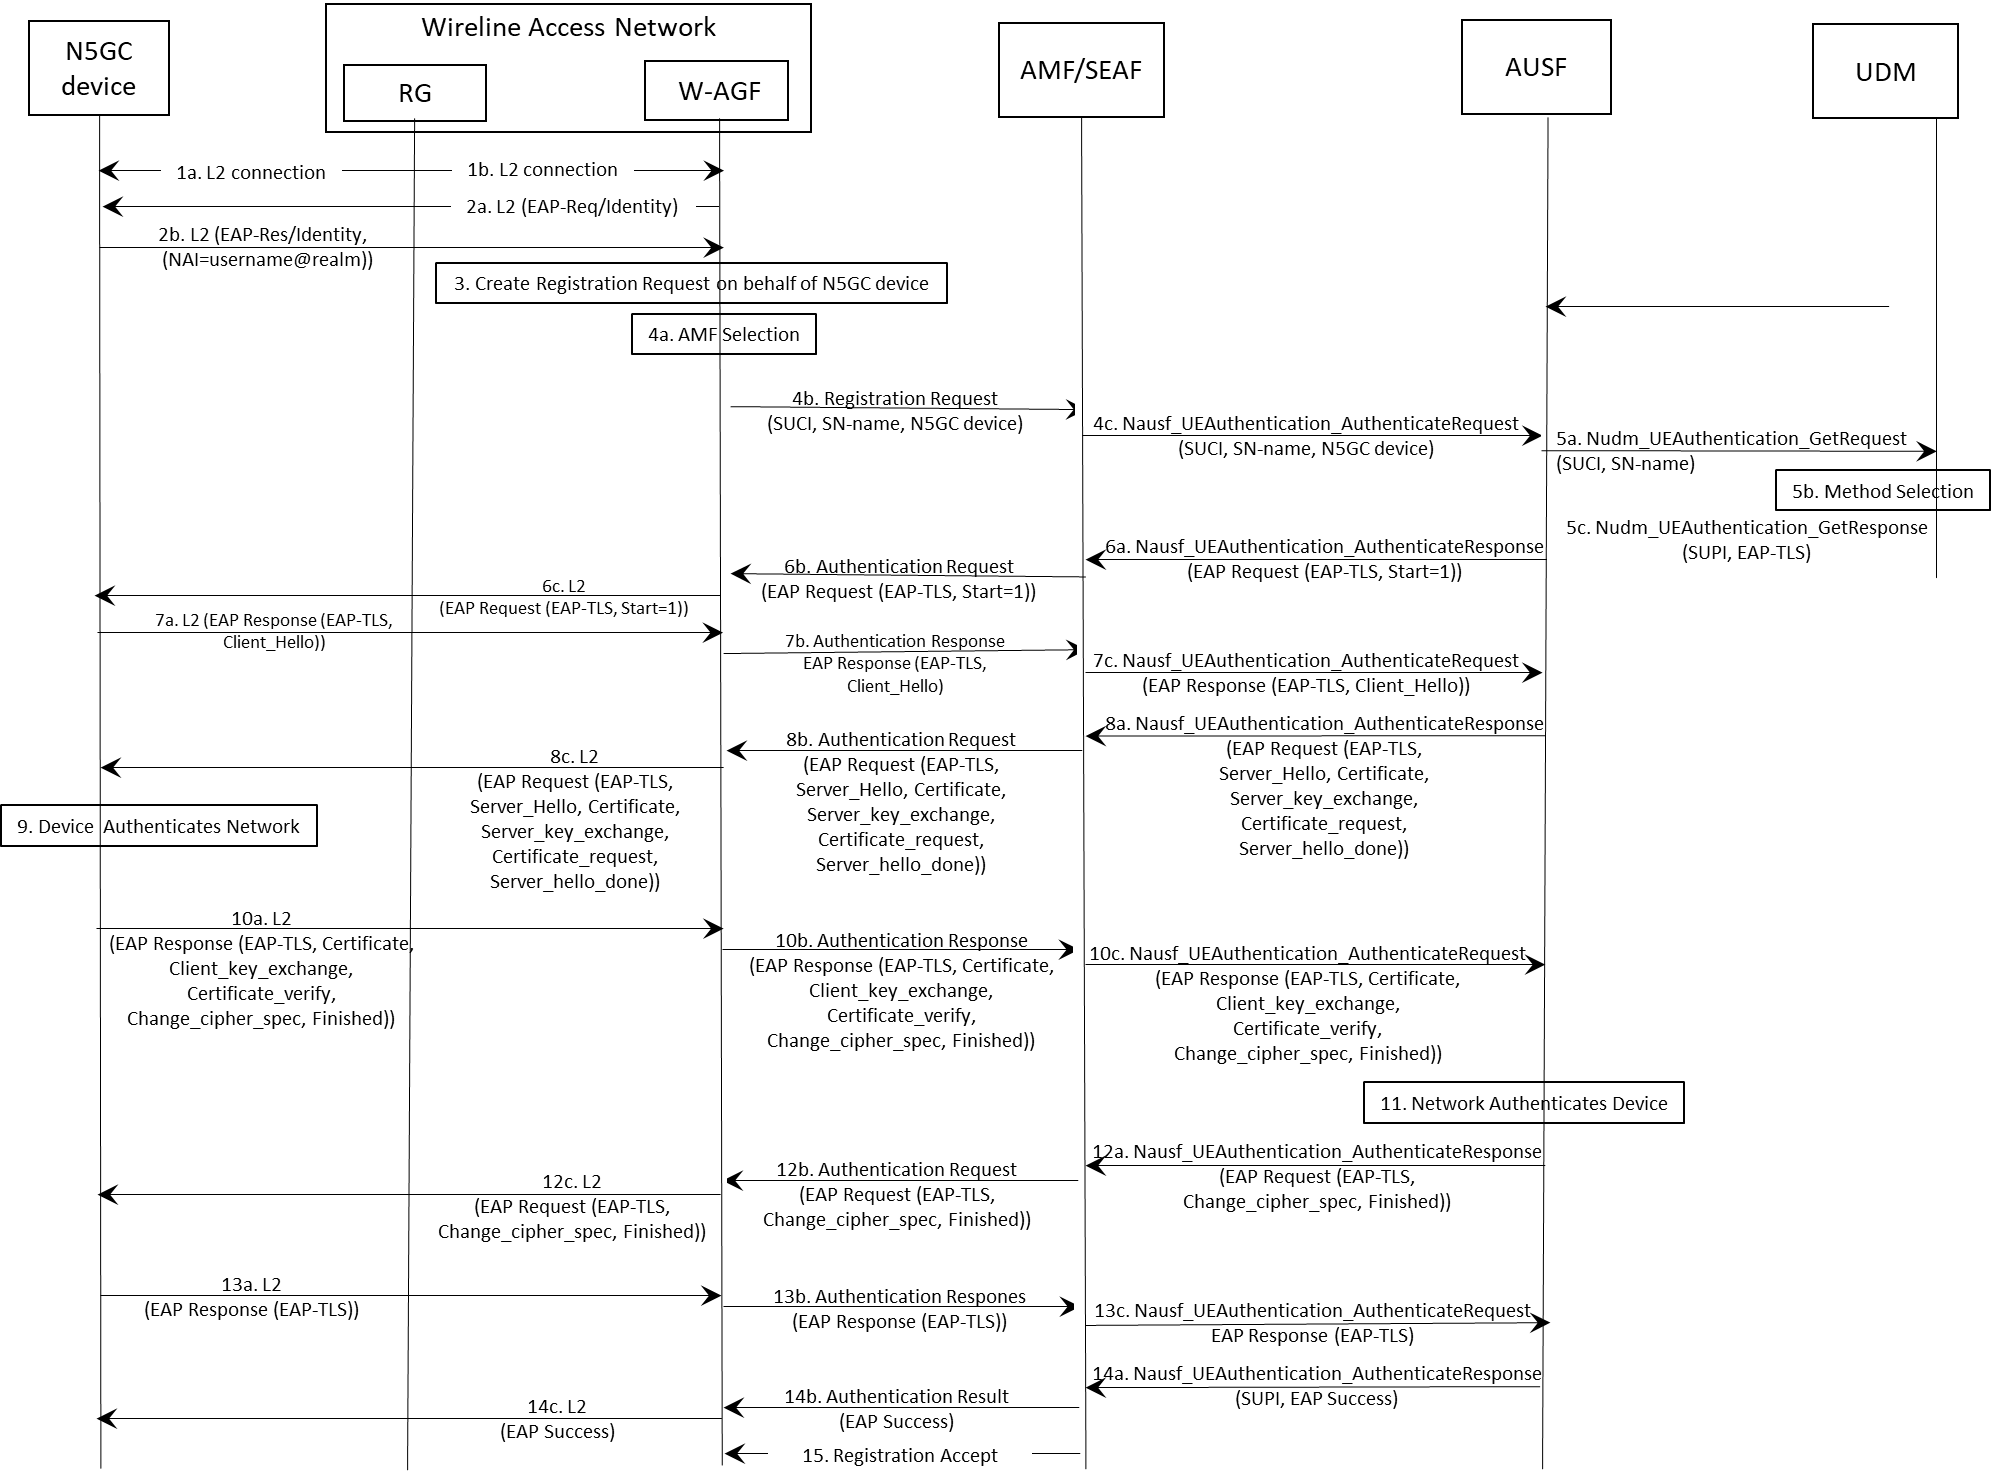 Wireline Access Network
N5GC
device
RG
W-AGF
AMF/SEAF
AUSF
UDM
1a. L2 connection
1b. L2 connection
2a. L2 (EAP-Req/Identity)
2b. L2 (EAP-Res/Identity,
(NAI=username@realm))
3. Create Registration Request on behalf of N5GC device
4a. AMF Selection
4b. Registration Request
(SUCI, SN-name, N5GC device)
4c. Nausf_UEAuthentication_AuthenticateRequest
(SUCI, SN-name, N5GC device)
5a. Nudm_UEAuthentication_GetRequest
(SUCI, SN-name)
5b. Method Selection
5c. Nudm_UEAuthentication_GetResponse
(SUPI, EAP-TLS)
6a. Nausf_UEAuthentication_AuthenticateResponse
(EAP Request (EAP-TLS, Start=1))
6b. Authentication Request
(EAP Request (EAP-TLS, Start=1))
6c. L2
(EAP Request (EAP-TLS, Start=1))
7a. L2 (EAP Response (EAP-TLS,
Client_Hello))
7b. Authentication Response
EAP Response (EAP-TLS,
Client_Hello)
7c. Nausf_UEAuthentication_AuthenticateRequest
(EAP Response (EAP-TLS, Client_Hello))
8a. Nausf_UEAuthentication_AuthenticateResponse
(EAP Request (EAP-TLS,
Server_Hello, Certificate,
Server_key_exchange,
Certificate_request,
Server_hello_done))
8b. Authentication Request
(EAP Request (EAP-TLS,
Server_Hello, Certificate,
Server_key_exchange,
Certificate_request,
Server_hello_done))
8c. L2
(EAP Request (EAP-TLS,
Server_Hello, Certificate,
Server_key_exchange,
Certificate_request,
Server_hello_done))
9. Device Authenticates Network
10a. L2
(EAP Response (EAP-TLS, Certificate,
Client_key_exchange,
Certificate_verify,
Change_cipher_spec, Finished))
10b. Authentication Response
(EAP Response (EAP-TLS, Certificate,
Client_key_exchange,
Certificate_verify,
Change_cipher_spec, Finished))
10c. Nausf_UEAuthentication_AuthenticateRequest
(EAP Response (EAP-TLS, Certificate,
Client_key_exchange,
Certificate_verify,
Change_cipher_spec, Finished))
11. Network Authenticates Device
12a. Nausf_UEAuthentication_AuthenticateResponse
(EAP Request (EAP-TLS,
Change_cipher_spec, Finished))
12b. Authentication Request
(EAP Request (EAP-TLS,
Change_cipher_spec, Finished))
12c. L2
(EAP Request (EAP-TLS,
Change_cipher_spec, Finished))
13a. L2
(EAP Response (EAP-TLS))
13b. Authentication Respones
(EAP Response (EAP-TLS))
13c. Nausf_UEAuthentication_AuthenticateRequest
EAP Response (EAP-TLS)
14a. Nausf_UEAuthentication_AuthenticateResponse
(SUPI, EAP Success)
14b. Authentication Result
(EAP Success)
14c. L2
(EAP Success)
15. Registration Accept